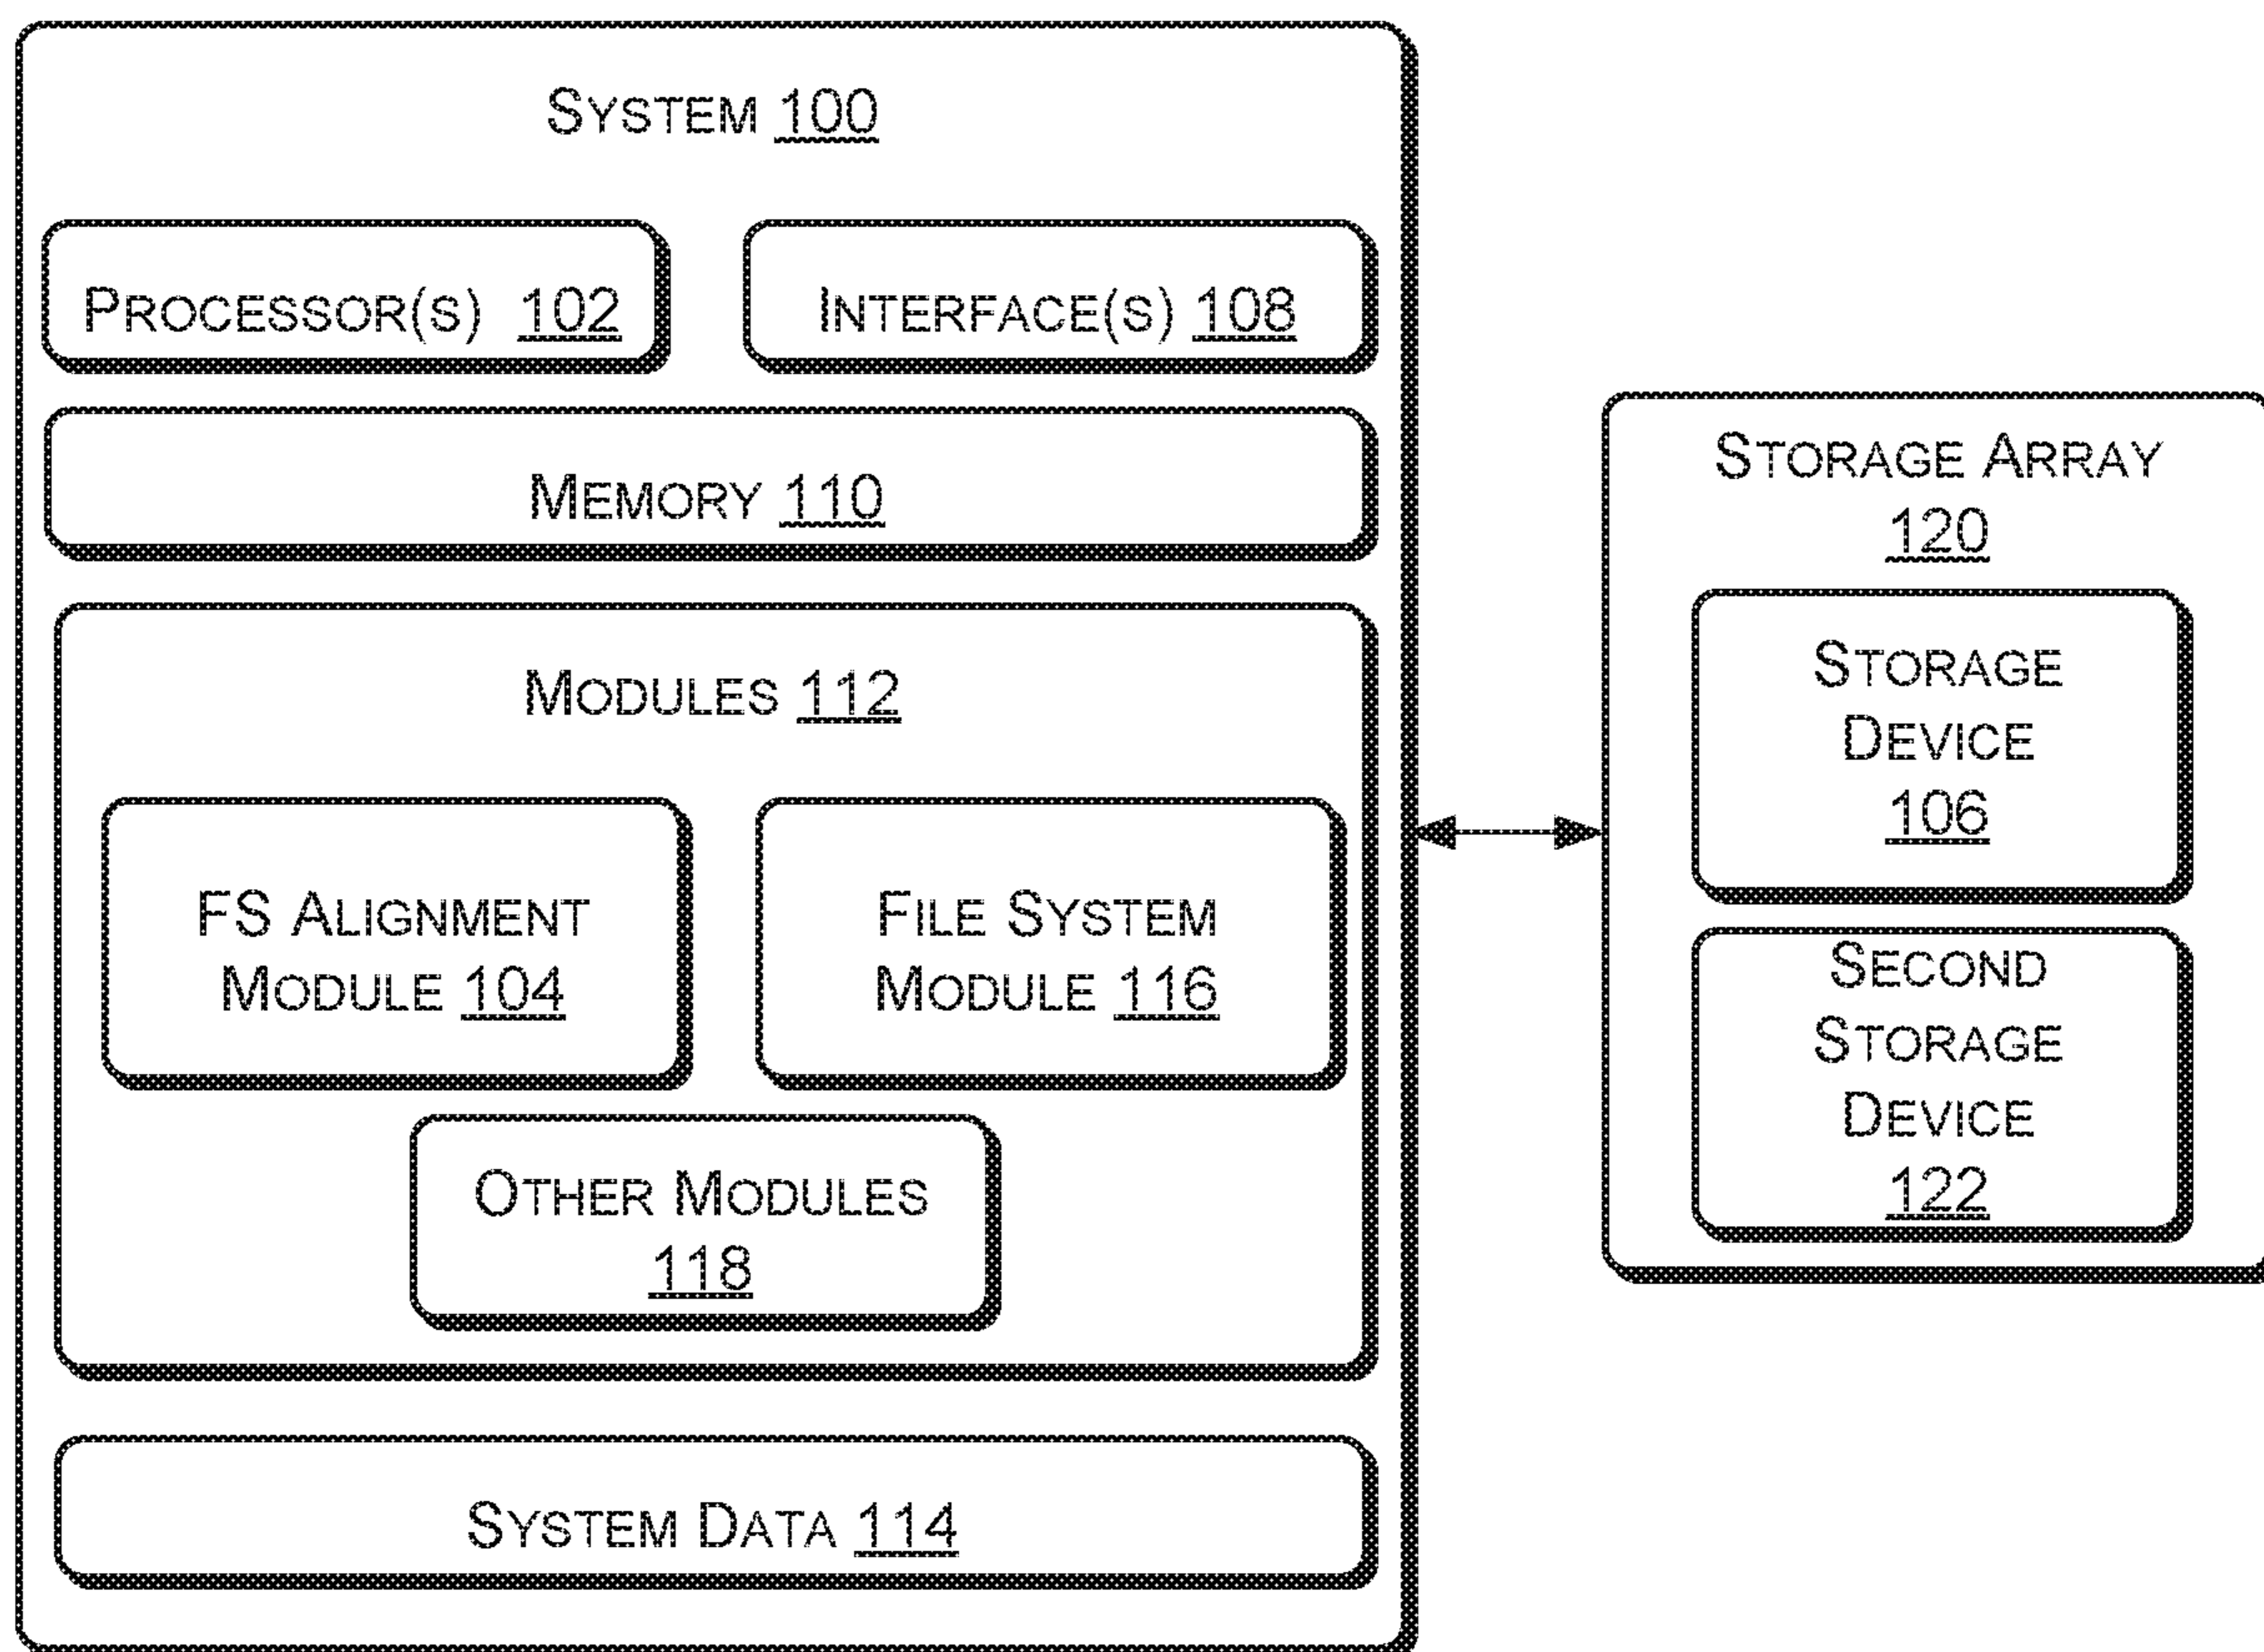 SYSTEM 100
PROCESSOR(S) 102
INTERFACE(S) 108
MEMORY 110
MODULES 112
FS ALIGNMENT
MODULE 104
FILE SYSTEM
MODULE 116
OTHER MODULES
118
SYSTEM DATA 114
STORAGE ARRAY
120
STORAGE
DEVICE
106
SECOND
STORAGE
DEVICE
122